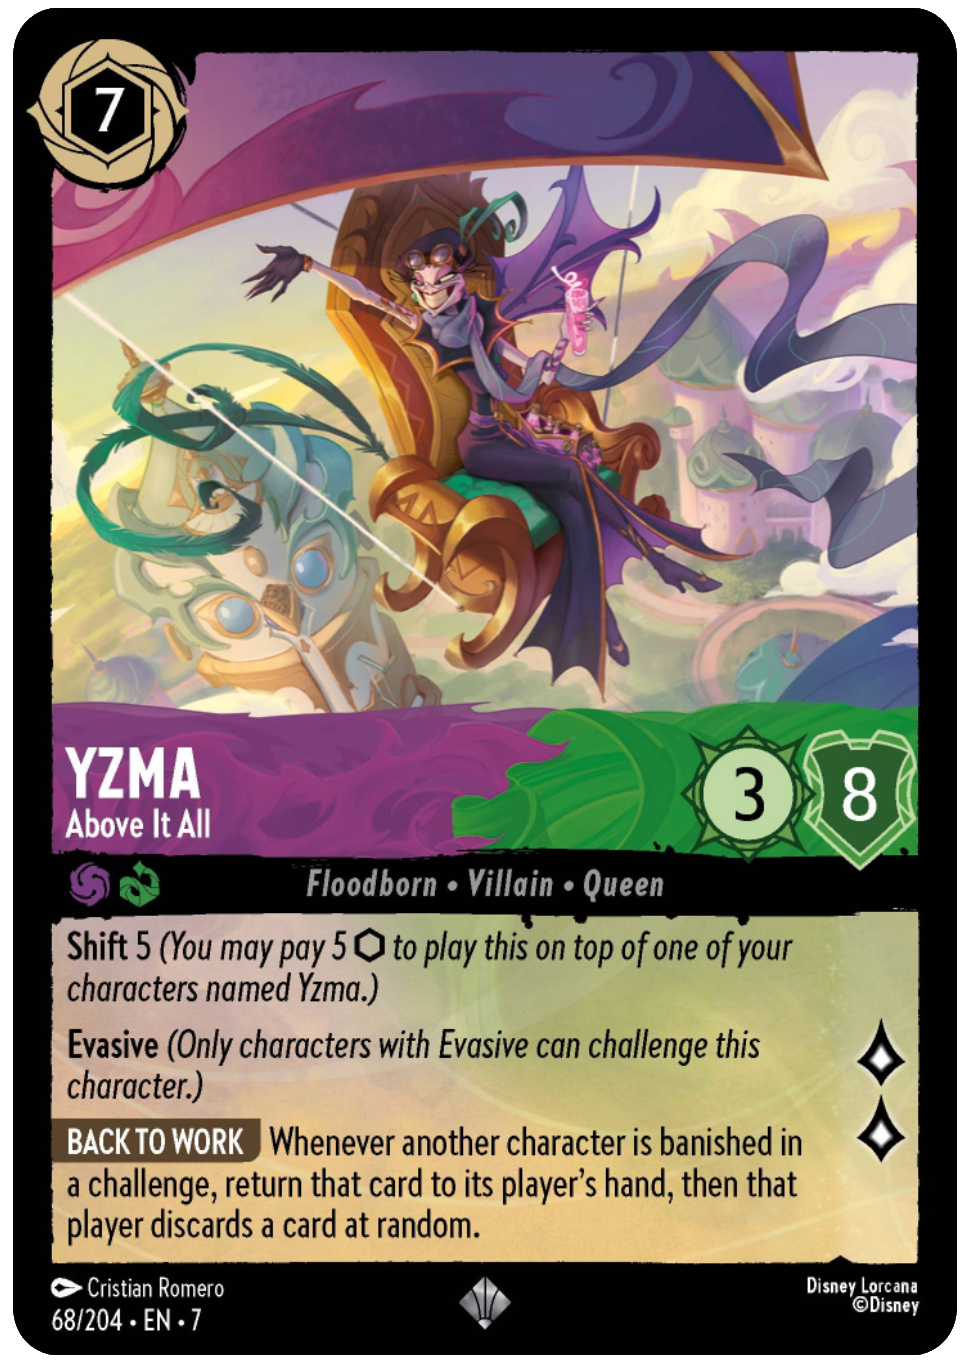 7
YZMA
Above It All
3
8
Floodborn • Villain • Queen
Shift 5 (You may pay 5 ⬡ to play this on top of one of your
characters named Yzma.)
Evasive (Only characters with Evasive can challenge this
character.)
BACK TO WORK Whenever another character is banished in
a challenge, return that card to its player’s hand, then that
player discards a card at random.
Cristian Romero
68/204 • EN • 7
Disney Lorcana
©Disney